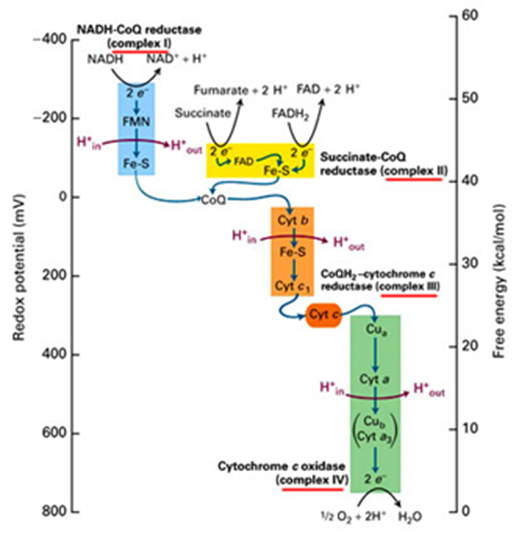 NADH-CoQ reductase
(complex I)
NADH NAD⁺ + H⁺
2 e⁻
FMN
H⁺in H⁺out
Fe-S
Fumarate + 2 H⁺ FAD + 2 H⁺
Succinate FADH₂
2 e⁻ FAD 2 e⁻
Fe-S
Succinate-CoQ
reductase (complex II)
CoQ
Cyt b
H⁺in H⁺out
Fe-S
Cyt c₁
CoQH₂–cytochrome c
reductase (complex III)
Cyt c
Cuₐ
Cyt a
H⁺in H⁺out
(Cub
Cyt a₃)
Cytochrome c oxidase
(complex IV)
2 e⁻
1/2 O₂ + 2H⁺ H₂O
Redox potential (mV)
−400
−200
0
200
400
600
800
Free energy (kcal/mol)
60
50
40
30
20
10
0